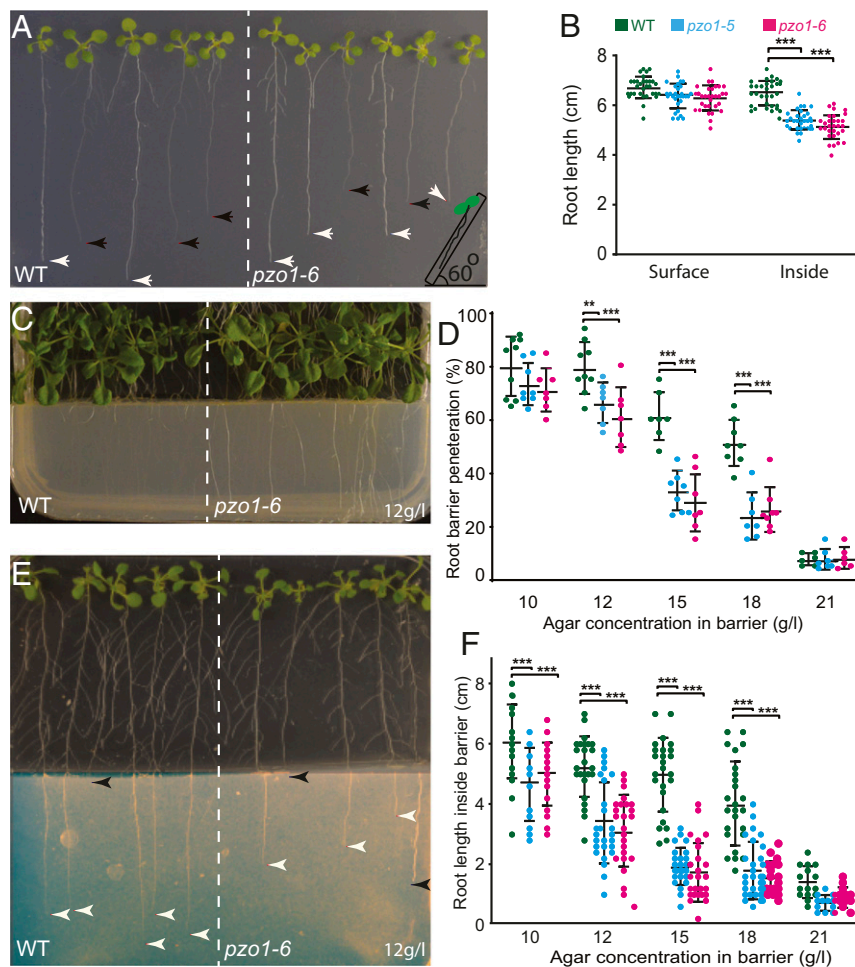 A
WT
pzo1-6
60°
B
WT pzo1-5 pzo1-6
*** ***
Root length (cm)
8
6
4
2
0
Surface Inside
C
WT
pzo1-6
12g/l
D
Root barrier peneteration (%)
100
80
60
40
20
0
** ***
*** ***
*** ***
10 12 15 18 21
Agar concentration in barrier (g/l)
E
WT
pzo1-6
12g/l
F
Root length inside barrier (cm)
8
6
4
2
0
*** ***
*** ***
*** ***
*** ***
10 12 15 18 21
Agar concentration in barrier (g/l)